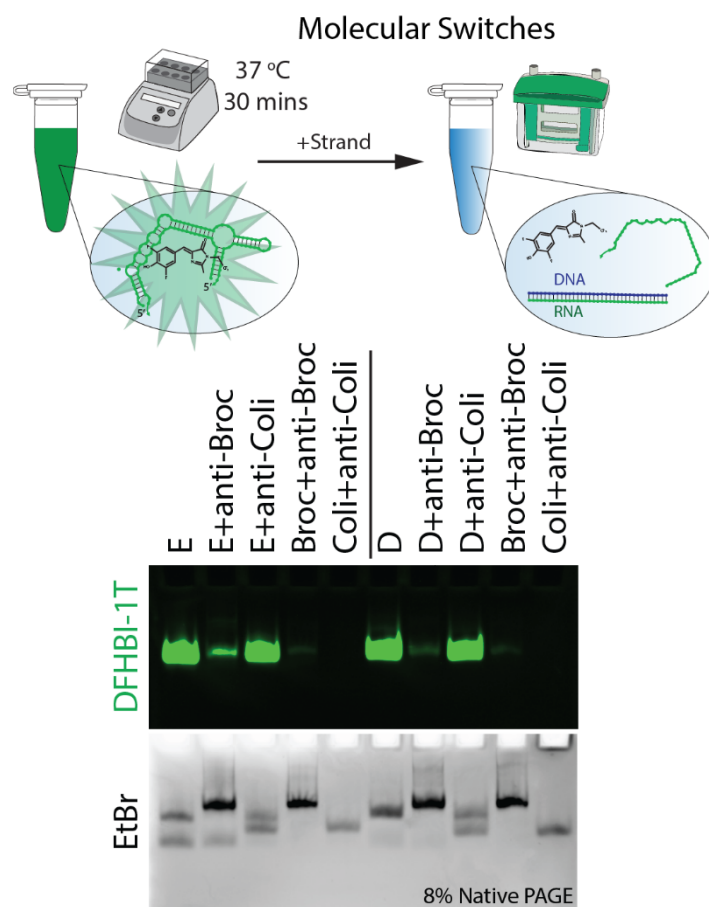 Molecular Switches
37 ºC
30 mins
+Strand
5'
5'
DNA
RNA
E
E+anti-Broc
E+anti-Coli
Broc+anti-Broc
Coli+anti-Coli
D
D+anti-Broc
D+anti-Coli
Broc+anti-Broc
Coli+anti-Coli
DFHBI-1T
EtBr
8% Native PAGE